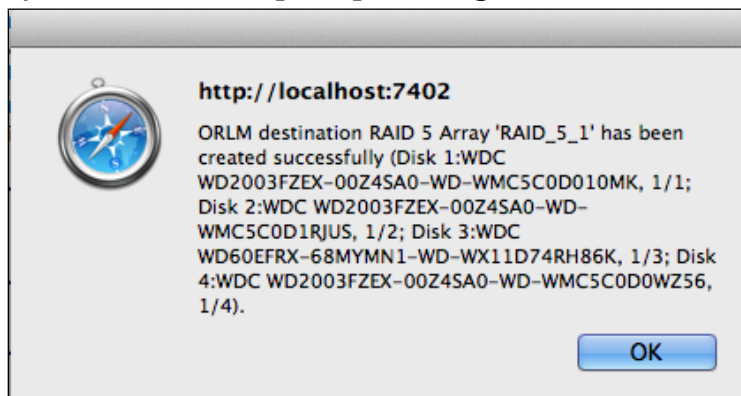 http://localhost:7402
ORLM destination RAID 5 Array 'RAID_5_1' has been
created successfully (Disk 1:WDC
WD2003FZEX-00Z4SA0-WD-WMC5C0D010MK, 1/1;
Disk 2:WDC WD2003FZEX-00Z4SA0-WD-
WMC5C0D1RJUS, 1/2; Disk 3:WDC
WD60EFRX-68MYMN1-WD-WX11D74RH86K, 1/3; Disk
4:WDC WD2003FZEX-00Z4SA0-WD-WMC5C0D0WZ56,
1/4).
OK